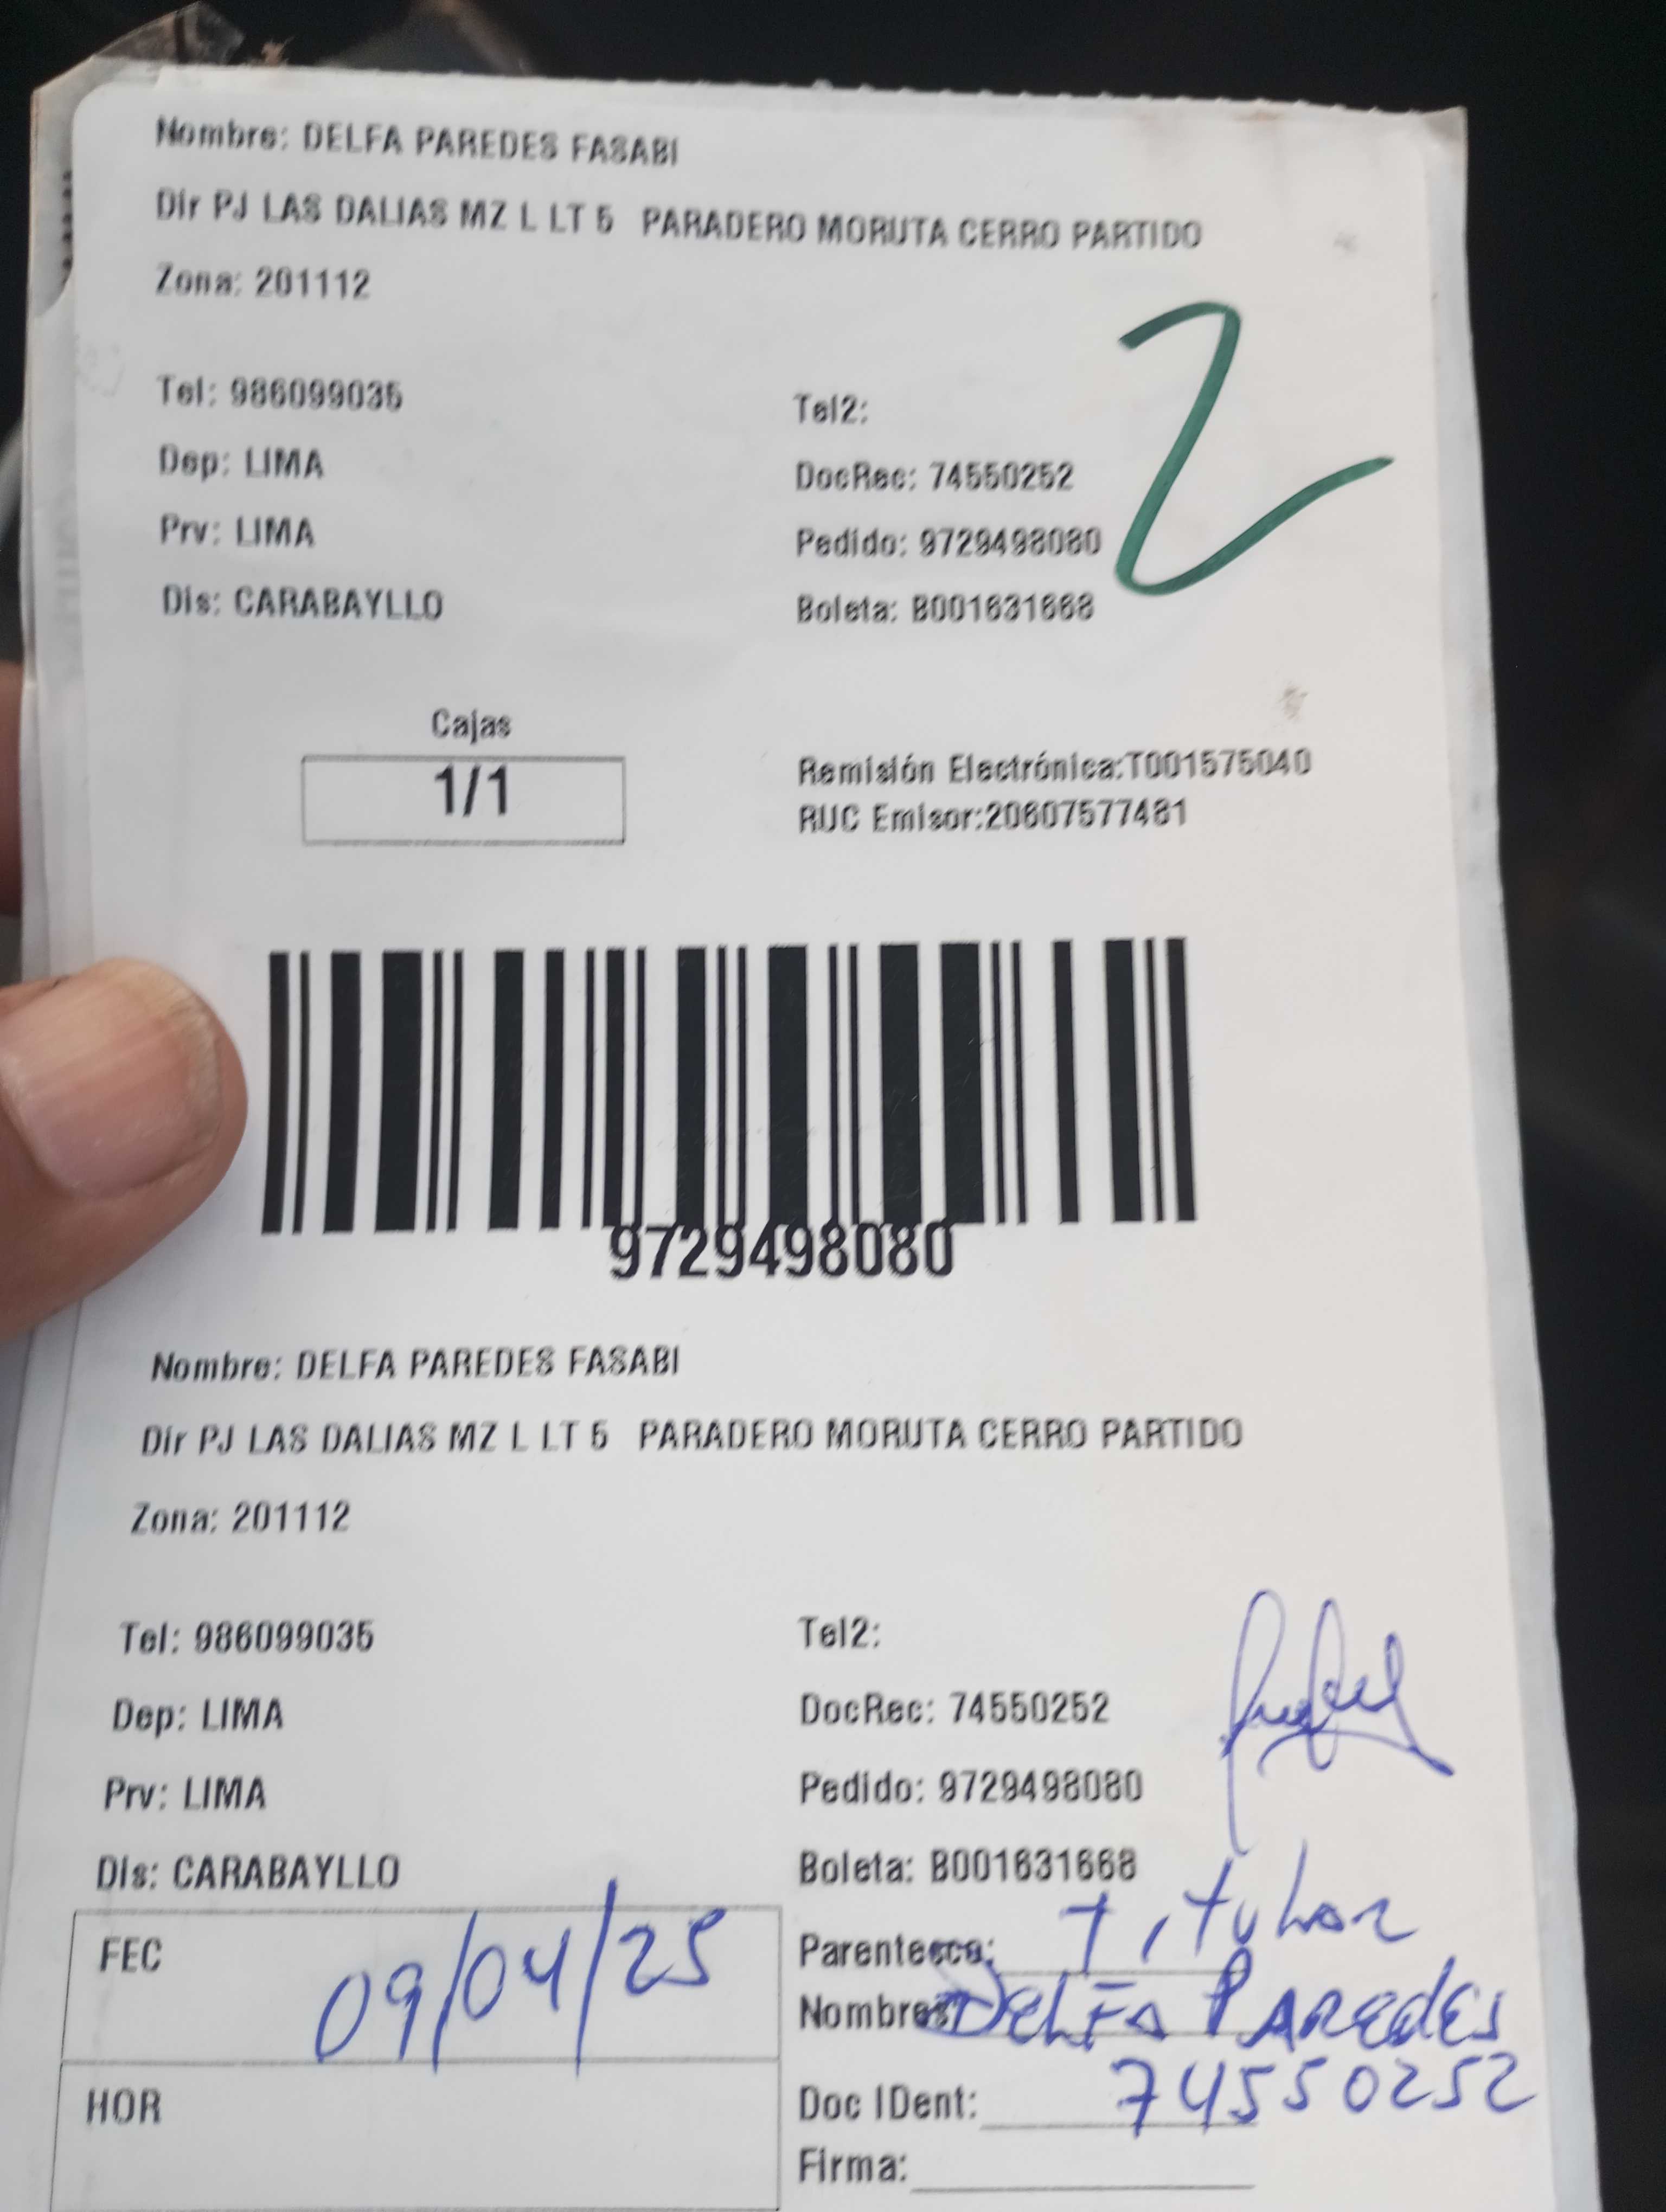 Nombre: DELFA PAREDES FASABI
Dir PJ LAS DALIAS MZ L LT 5 PARADERO MORUTA CERRO PARTIDO
Zona: 201112
2
Tel: 986099035
Tel2:
Dep: LIMA
DocRec: 74550252
Prv: LIMA
Pedido: 9729498080
Dis: CARABAYLLO
Boleta: B001631668
Cajas
1/1
Remisión Electrónica:T001575040
RUC Emisor:20607577481
9729498080
Nombre: DELFA PAREDES FASABI
Dir PJ LAS DALIAS MZ L LT 5 PARADERO MORUTA CERRO PARTIDO
Zona: 201112
Tel: 986099035
Tel2:
Dep: LIMA
DocRec: 74550252
Prv: LIMA
Pedido: 9729498080
Dis: CARABAYLLO
Boleta: B001631668
FEC 09/04/25
Parentesco: Titular
Nombres: Delfa Paredes
HOR
Doc IDent: 74550252
Firma: